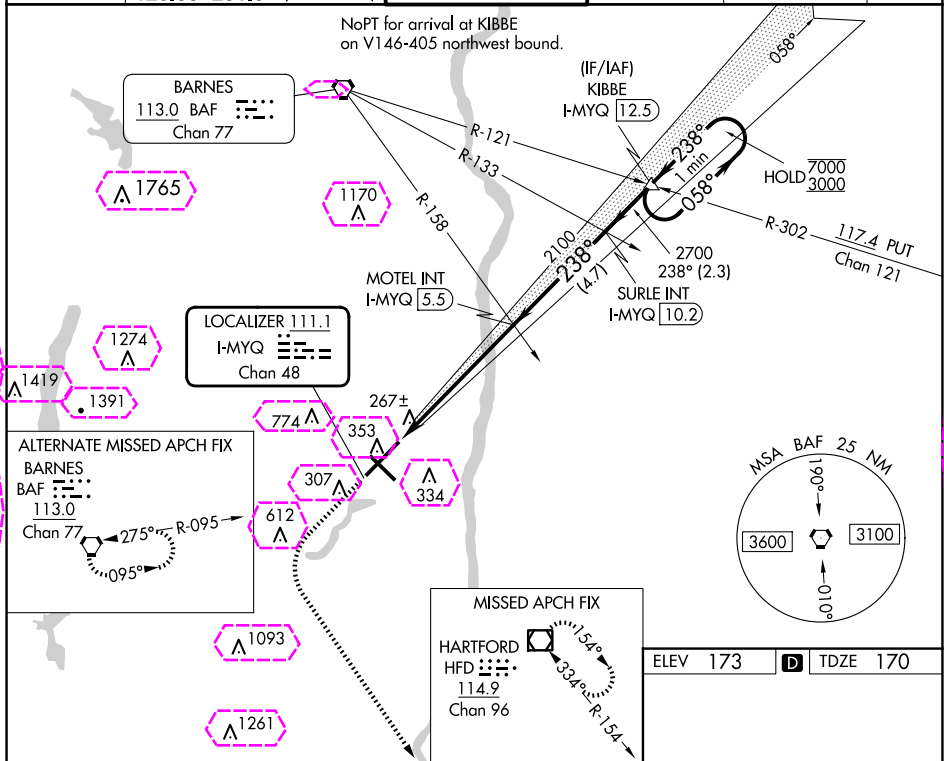 NoPT for arrival at KIBBE
on V146-405 northwest bound.
BARNES
113.0 BAF
Chan 77
(IF/IAF)
KIBBE
I-MYQ 12.5
058°
R-121
R-133
R-158
238°
1 min
058°
HOLD 7000
3000
1765
1170
R-302
117.4 PUT
Chan 121
2100
238°
(4.7)
2700
238° (2.3)
MOTEL INT
I-MYQ 5.5
SURLE INT
I-MYQ 10.2
LOCALIZER 111.1
I-MYQ
Chan 48
1274
1419
1391
774
267±
353
307
334
612
ALTERNATE MISSED APCH FIX
BARNES
BAF
113.0
Chan 77
275°
R-095
095°
MSA BAF 25 NM
190°
3600
3100
010°
1093
1261
MISSED APCH FIX
HARTFORD
HFD
114.9
Chan 96
154°
334°
R-154
ELEV 173
D
TDZE 170